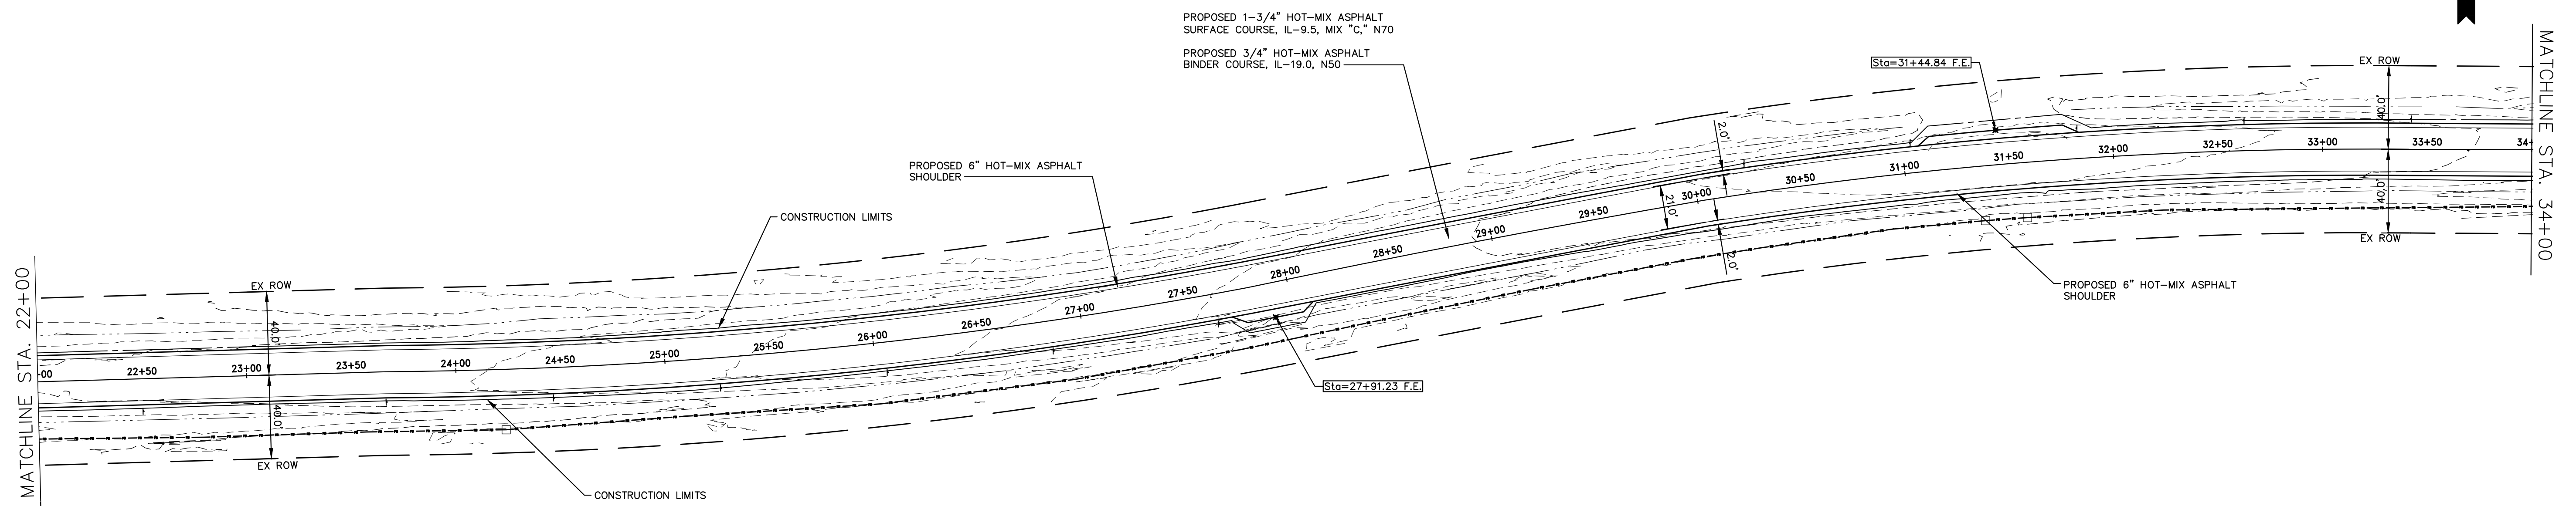 PROPOSED 1-3/4" HOT-MIX ASPHALT
SURFACE COURSE, IL-9.5, MIX "C," N70
PROPOSED 3/4" HOT-MIX ASPHALT
BINDER COURSE, IL-19.0, N50
Sta=31+44.84 F.E.
EX ROW
MATCHLINE STA. 34+00
40.0'
40.0'
EX ROW
2.0'
21.0'
2.0'
PROPOSED 6" HOT-MIX ASPHALT
SHOULDER
CONSTRUCTION LIMITS
EX ROW
MATCHLINE STA. 22+00
40.0'
40.0'
EX ROW
-00
22+50
23+00
23+50
24+00
24+50
25+00
25+50
26+00
26+50
27+00
27+50
28+00
28+50
29+00
29+50
30+00
30+50
31+00
31+50
32+00
32+50
33+00
33+50
34+
PROPOSED 6" HOT-MIX ASPHALT
SHOULDER
Sta=27+91.23 F.E.
CONSTRUCTION LIMITS